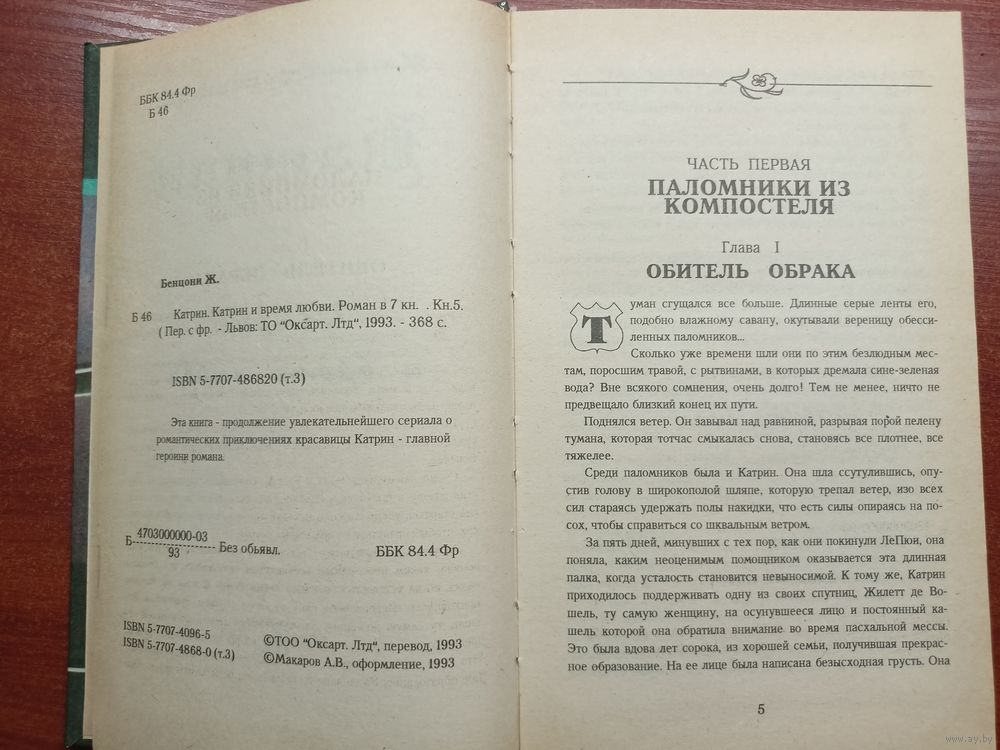 ББК 84.4 Фр
Б 46
Бенцони Ж.
Б 46 Катрин. Катрин и время любви. Роман в 7 кн. . Кн.5.
( Пер. с фр. - Львов: ТО "Оксарт. Лтд", 1993. - 368 с.
ISBN 5-7707-486820 (т.3)
Эта книга - продолжение увлекательнейшего сериала о
романтических приключениях красавицы Катрин - главной
героини романа.
Б 4703000000-03
93
Без обьявл.
ББК 84.4 Фр
ISBN 5-7707-4096-5
ISBN 5-7707-4868-0 (т.3)
©ТОО "Оксарт. Лтд", перевод, 1993
©Макаров А.В., оформление, 1993
ЧАСТЬ ПЕРВАЯ
ПАЛОМНИКИ ИЗ
КОМПОСТЕЛЯ
Глава I
ОБИТЕЛЬ ОБРАКА
Туман сгущался все больше. Длинные серые ленты его,
подобно влажному савану, окутывали вереницу обесси-
ленных паломников...
Сколько уже времени шли они по этим безлюдным мес-
там, поросшим травой, с рытвинами, в которых дремала сине-зеленая
вода? Вне всякого сомнения, очень долго! Тем не менее, ничто не
предвещало близкий конец их пути.
Поднялся ветер. Он завывал над равниной, разрывая порой пелену
тумана, которая тотчас смыкалась снова, становясь все плотнее, все
тяжелее.
Среди паломников была и Катрин. Она шла ссутулившись, опу-
стив голову в широкополой шляпе, которую трепал ветер, изо всех
сил стараясь удержать полы накидки, что есть силы опираясь на по-
сох, чтобы справиться со шквальным ветром.
За пять дней, минувших с тех пор, как они покинули ЛеПюи, она
поняла, каким неоценимым помощником оказывается эта длинная
палка, когда усталость становится невыносимой. К тому же, Катрин
приходилось поддерживать одну из своих спутниц, Жилетт де Во-
шель, ту самую женщину, на осунувшееся лицо и постоянный ка-
шель которой она обратила внимание во время пасхальной мессы.
Это была вдова лет сорока, из хорошей семьи, получившая прекрас-
ное образование. На ее лице была написана безысходная грусть. Она
5
www.ay.by